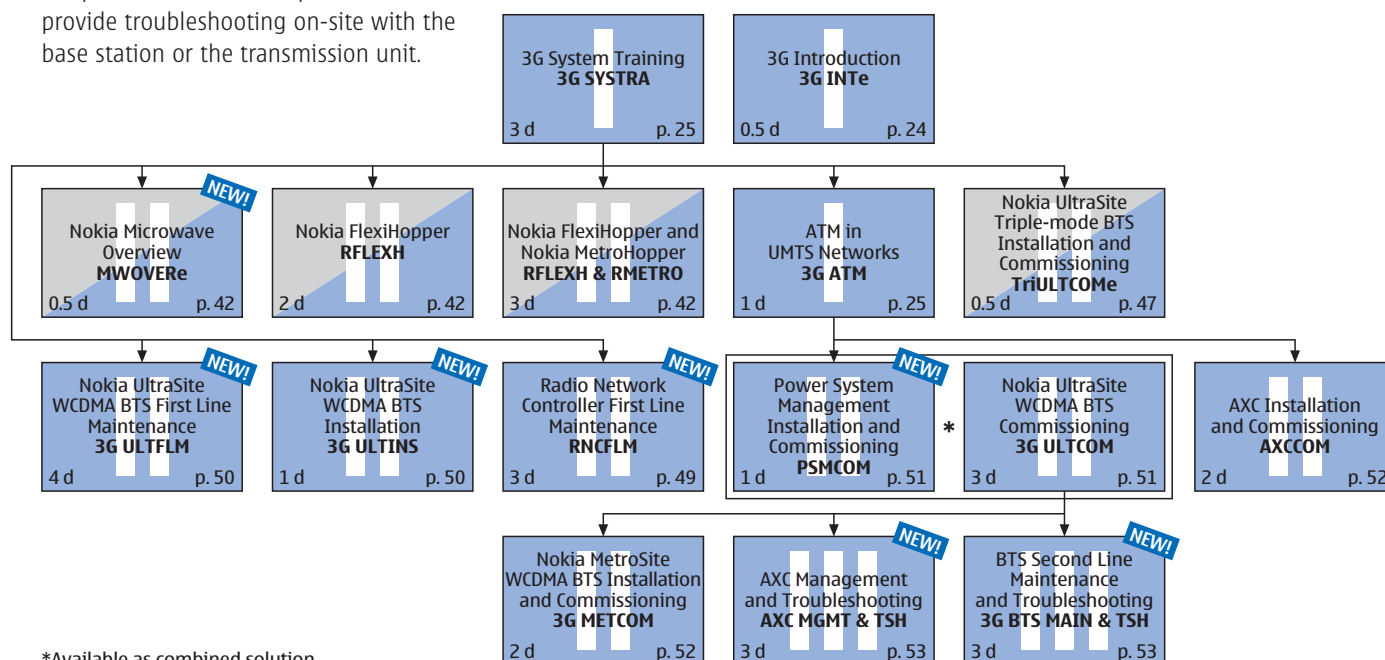 provide troubleshooting on-site with the
base station or the transmission unit.
3G System Training
3G SYSTRA
3 d p. 25
3G Introduction
3G INTe
0.5 d p. 24
NEW!
Nokia Microwave
Overview
MWOVERe
0.5 d p. 42
Nokia FlexiHopper
RFLEXH
2 d p. 42
Nokia FlexiHopper and
Nokia MetroHopper
RFLEXH & RMETRO
3 d p. 42
ATM in
UMTS Networks
3G ATM
1 d p. 25
Nokia UltraSite
Triple-mode BTS
Installation and
Commissioning
TriULTCOMe
0.5 d p. 47
NEW!
Nokia UltraSite
WCDMA BTS First Line
Maintenance
3G ULTFLM
4 d p. 50
NEW!
Nokia UltraSite
WCDMA BTS
Installation
3G ULTINS
1 d p. 50
NEW!
Radio Network
Controller First Line
Maintenance
RNCFLM
3 d p. 49
NEW!
Power System
Management
Installation and
Commissioning
PSMCOM
1 d p. 51
*
Nokia UltraSite
WCDMA BTS
Commissioning
3G ULTCOM
3 d p. 51
AXC Installation
and Commissioning
AXCCOM
2 d p. 52
Nokia MetroSite
WCDMA BTS Installation
and Commissioning
3G METCOM
2 d p. 52
NEW!
AXC Management
and Troubleshooting
AXC MGMT & TSH
3 d p. 53
NEW!
BTS Second Line
Maintenance
and Troubleshooting
3G BTS MAIN & TSH
3 d p. 53
*Available as combined solution